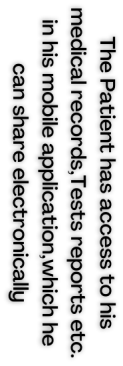 The Patient has access to his
medical records,Tests reports etc.
in his mobile application,which he
can share electronically